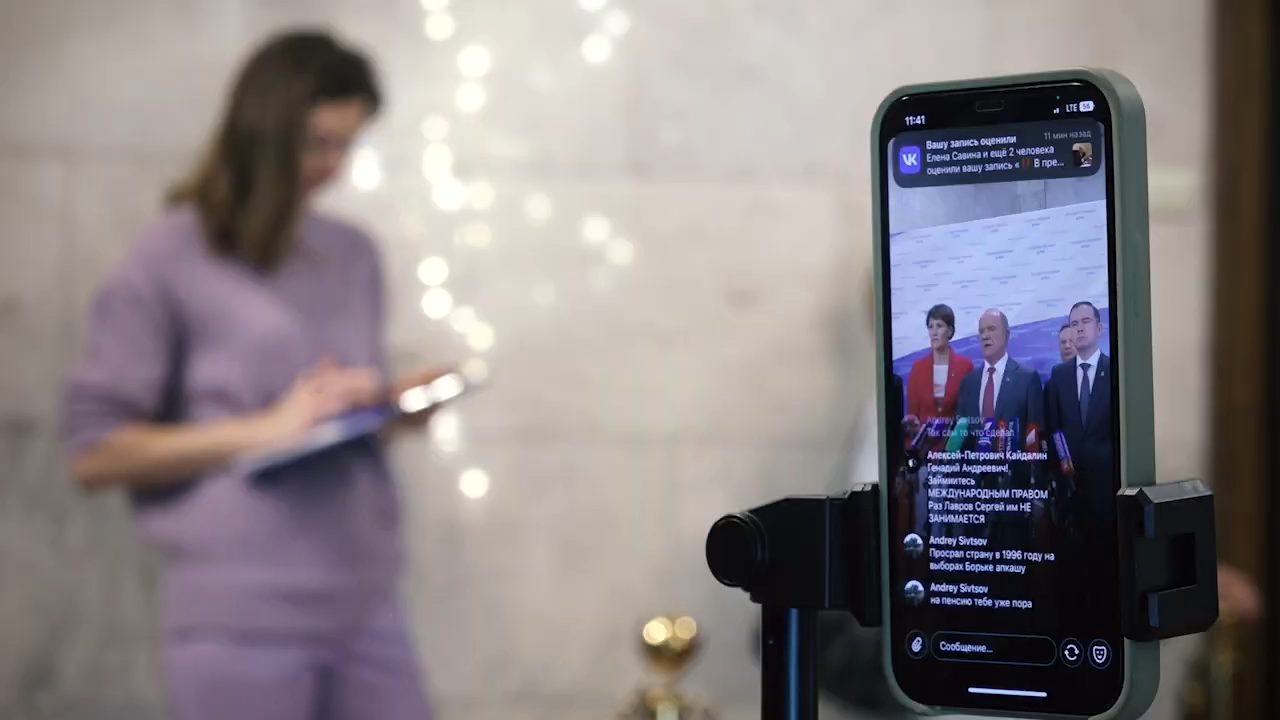 11:41
LTE 58
Вашу запись оценили
11 мин назад
Елена Савина и ещё 2 человека
оценили вашу запись «‼ В пре...
Andrey Sivtsov
Так сам то что сделал
Алексей-Петрович Кайдалин
Генадий Андреевич!
Займитесь
МЕЖДУНАРОДНЫМ ПРАВОМ
Раз Лавров Сергей им НЕ
ЗАНИМАЕТСЯ
Andrey Sivtsov
Просрал страну в 1996 году на
выборах Борьке алкашу
Andrey Sivtsov
на пенсию тебе уже пора
Сообщение...